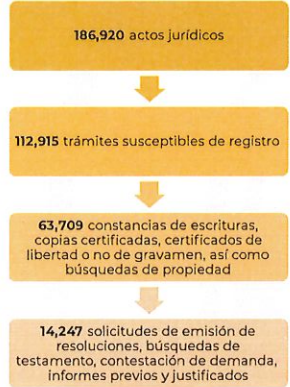 186,920 actos jurídicos
112,915 trámites susceptibles de registro
63,709 constancias de escrituras,
copias certificadas, certificados de
libertad o no de gravamen, así como
búsquedas de propiedad
14,247 solicitudes de emisión de
resoluciones, búsquedas de
testamento, contestación de demanda,
informes previos y justificados